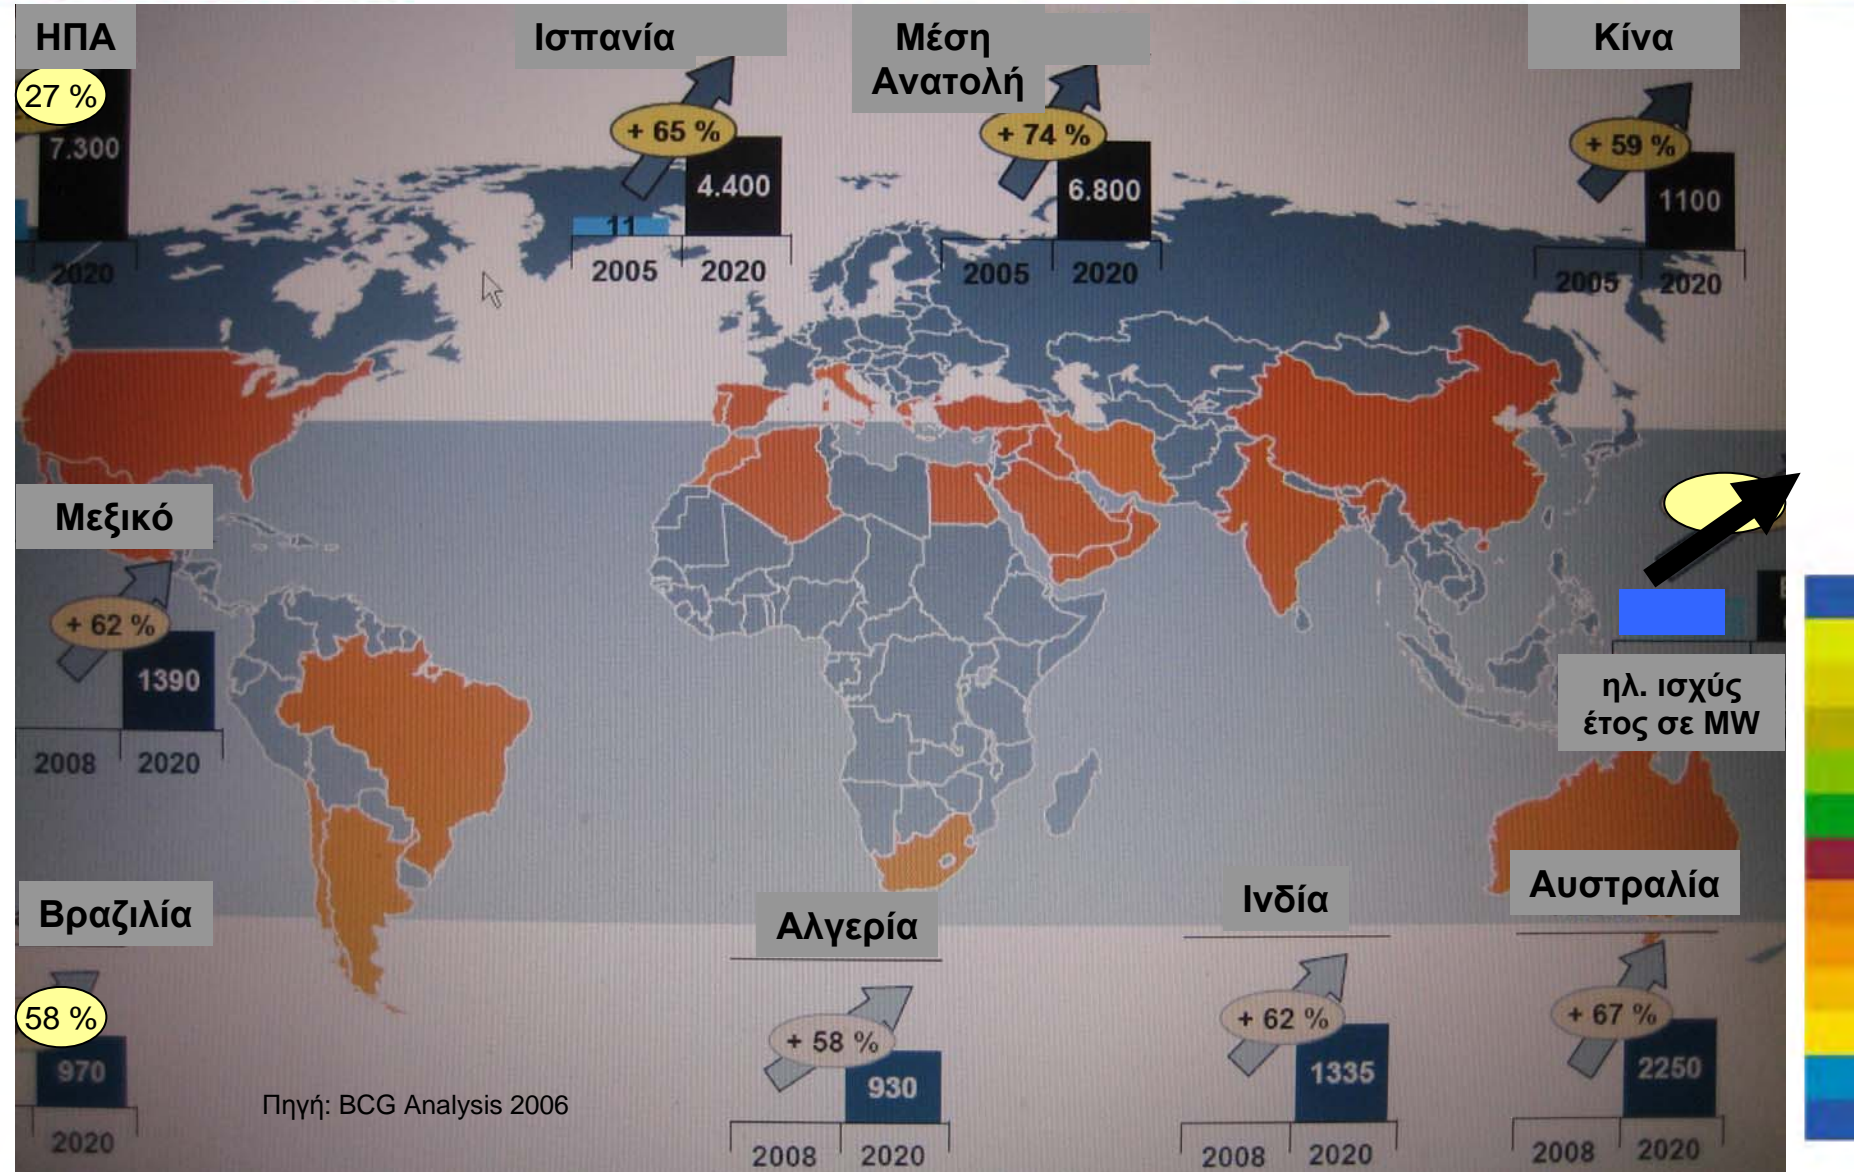 ΗΠΑ
27 %
7.300
2020
Ισπανία
+ 65 %
11
4.400
2005 2020
Μέση
Ανατολή
+ 74 %
6.800
2005 2020
Κίνα
+ 59 %
1100
2005 2020
Μεξικό
+ 62 %
1390
2008 2020
ηλ. ισχύς
έτος σε MW
Βραζιλία
58 %
970
2020
Πηγή: BCG Analysis 2006
Αλγερία
+ 58 %
930
2008 2020
Ινδία
+ 62 %
1335
2008 2020
Αυστραλία
+ 67 %
2250
2008 2020